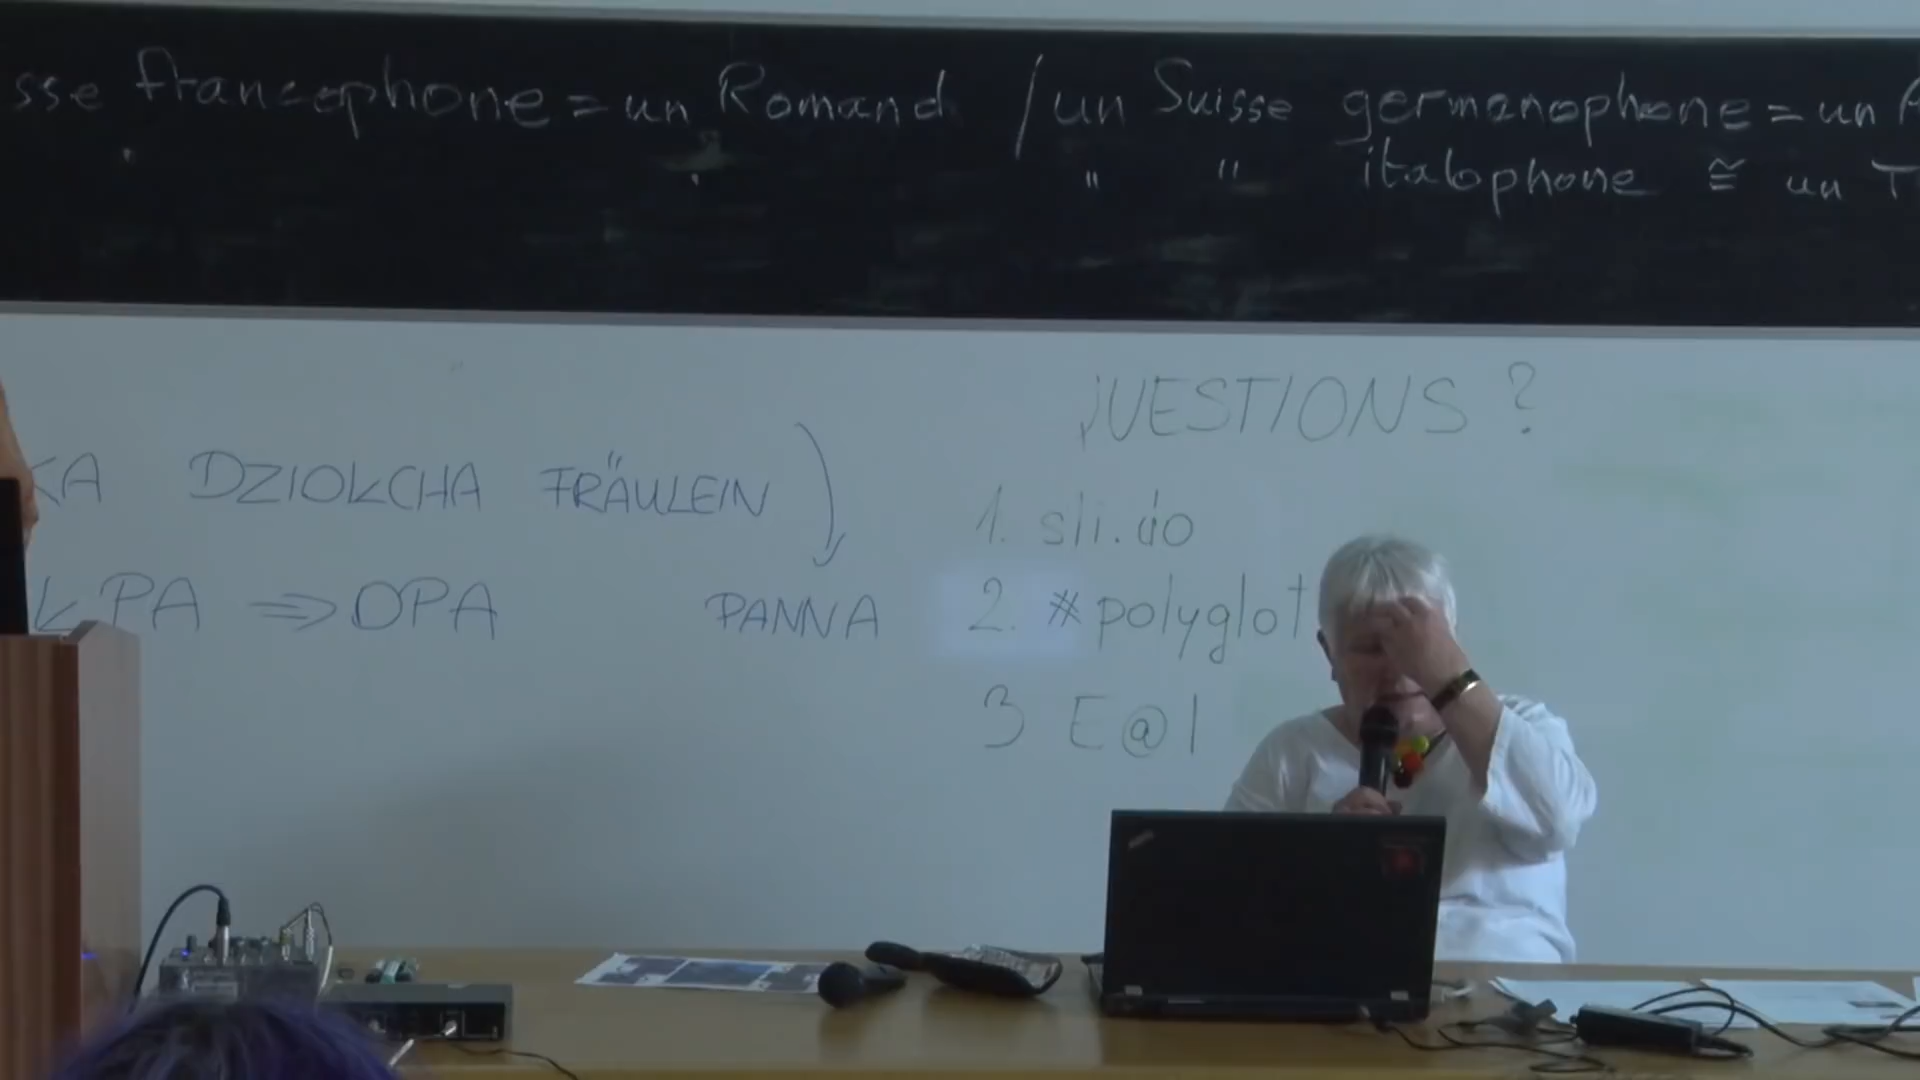 sse francophone = un Romand / un Suisse germanophone = un
" " italophone ≅ un
QUESTIONS ?
KA DZIOŁCHA FRÄULEIN
PA ⇒ OPA PANNA
1. sli.do
2. #polyglot
3 E@I